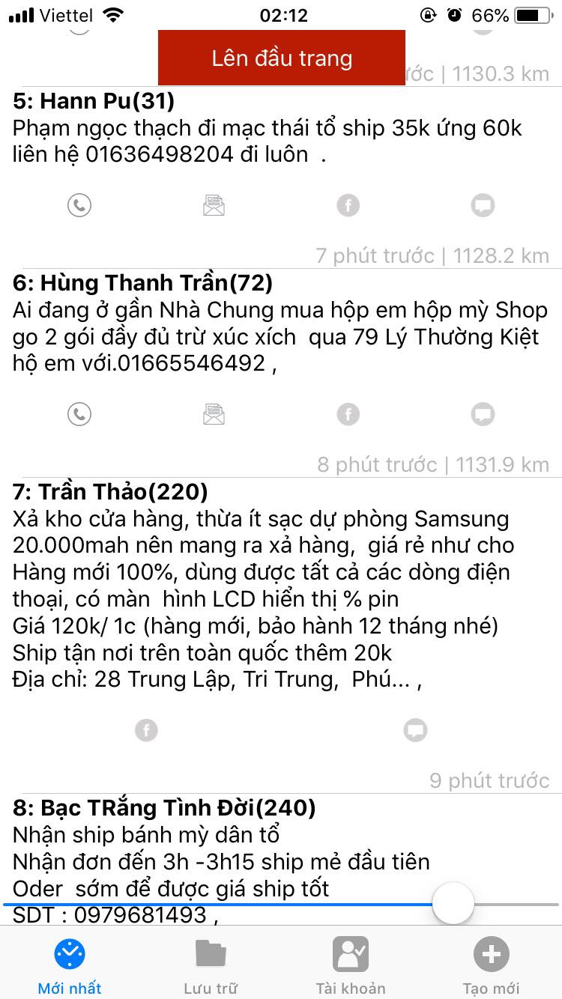 Viettel 02:12 66%
Lên đầu trang
ước | 1130.3 km
5: Hann Pu(31)
Phạm ngọc thạch đi mạc thái tổ ship 35k ứng 60k
liên hệ 01636498204 đi luôn .
7 phút trước | 1128.2 km
6: Hùng Thanh Trần(72)
Ai đang ở gần Nhà Chung mua hộp em hộp mỳ Shop
go 2 gói đầy đủ trừ xúc xích qua 79 Lý Thường Kiệt
hộ em với.01665546492 ,
8 phút trước | 1131.9 km
7: Trần Thảo(220)
Xả kho cửa hàng, thừa ít sạc dự phòng Samsung
20.000mah nên mang ra xả hàng, giá rẻ như cho
Hàng mới 100%, dùng được tất cả các dòng điện
thoại, có màn hình LCD hiển thị % pin
Giá 120k/ 1c (hàng mới, bảo hành 12 tháng nhé)
Ship tận nơi trên toàn quốc thêm 20k
Địa chỉ: 28 Trung Lập, Tri Trung, Phú... ,
9 phút trước
8: Bạc TRắng Tình Đời(240)
Nhận ship bánh mỳ dân tổ
Nhận đơn đến 3h -3h15 ship mẻ đầu tiên
Oder sớm để được giá ship tốt
SDT : 0979681493 ,
Mới nhất Lưu trữ Tài khoản Tạo mới